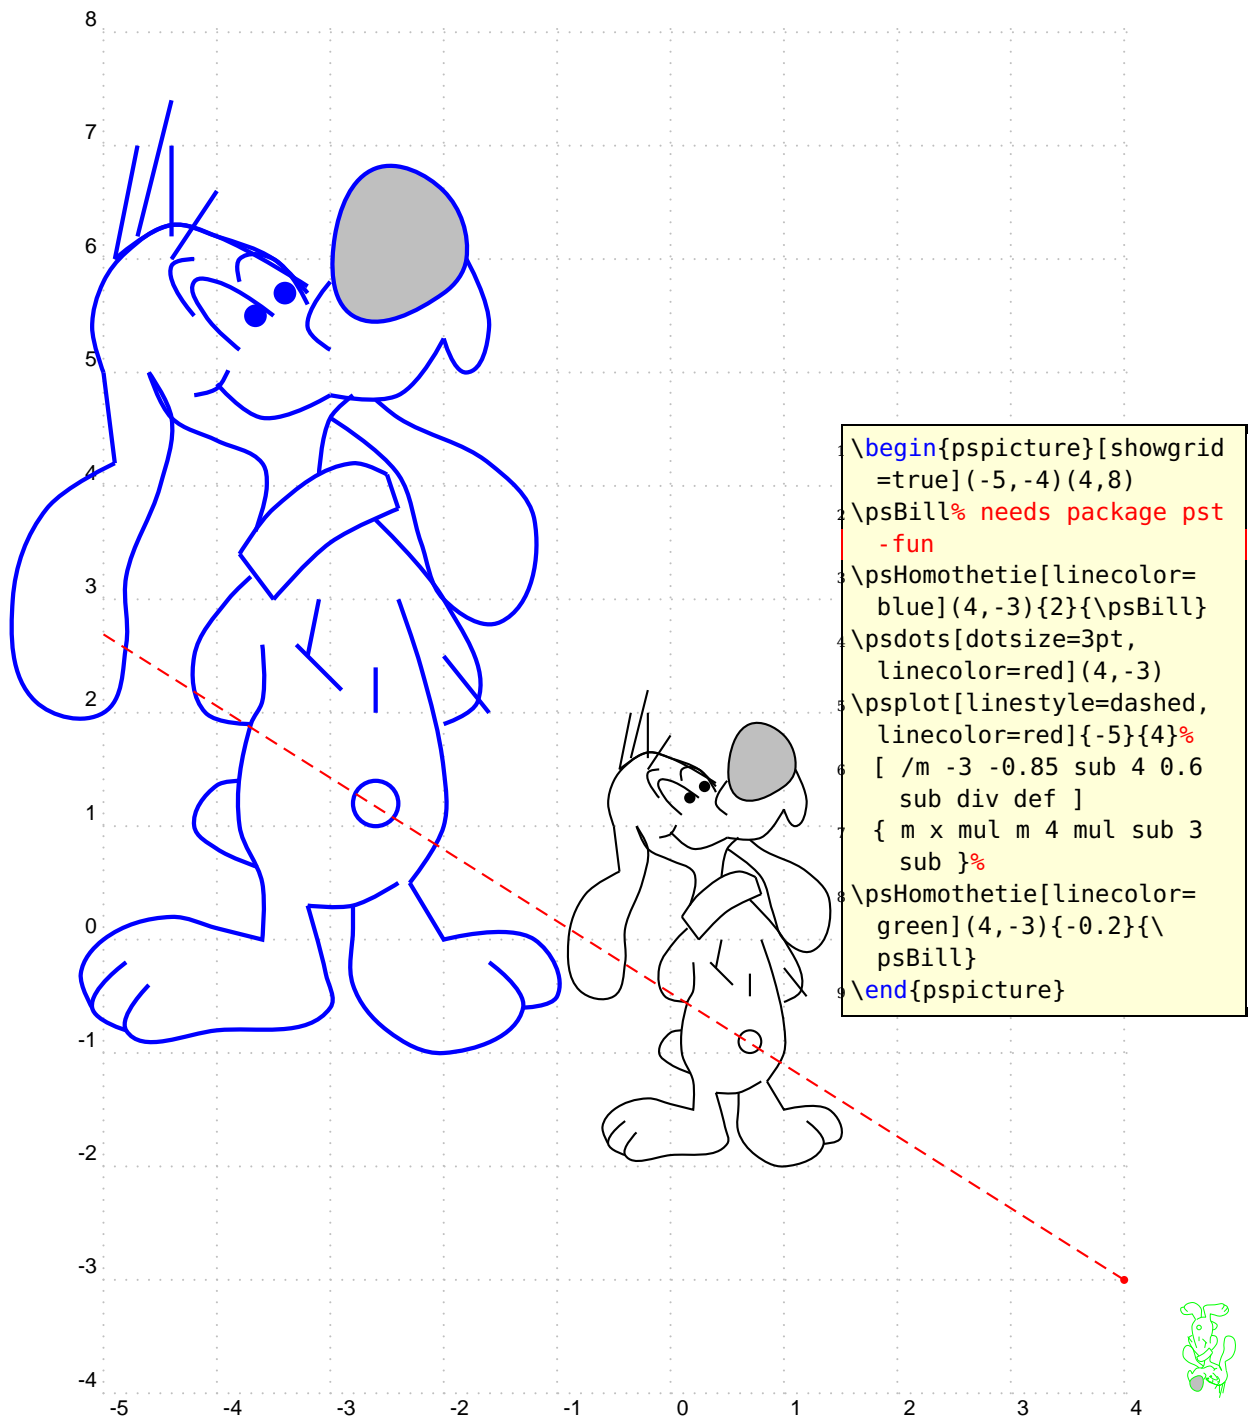 8
7
6
5
4
3
2
1
0
-1
-2
-3
-4
-5 -4 -3 -2 -1 0 1 2 3 4
1 \begin{pspicture}[showgrid
=true](-5,-4)(4,8)
2 \psBill% needs package pst
-fun
3 \psHomothetie[linecolor=
blue](4,-3){2}{\psBill}
4 \psdots[dotsize=3pt,
linecolor=red](4,-3)
5 \psplot[linestyle=dashed,
linecolor=red]{-5}{4}%
6 [ /m -3 -0.85 sub 4 0.6
sub div def ]
7 { m x mul m 4 mul sub 3
sub }%
8 \psHomothetie[linecolor=
green](4,-3){-0.2}{\
psBill}
9 \end{pspicture}